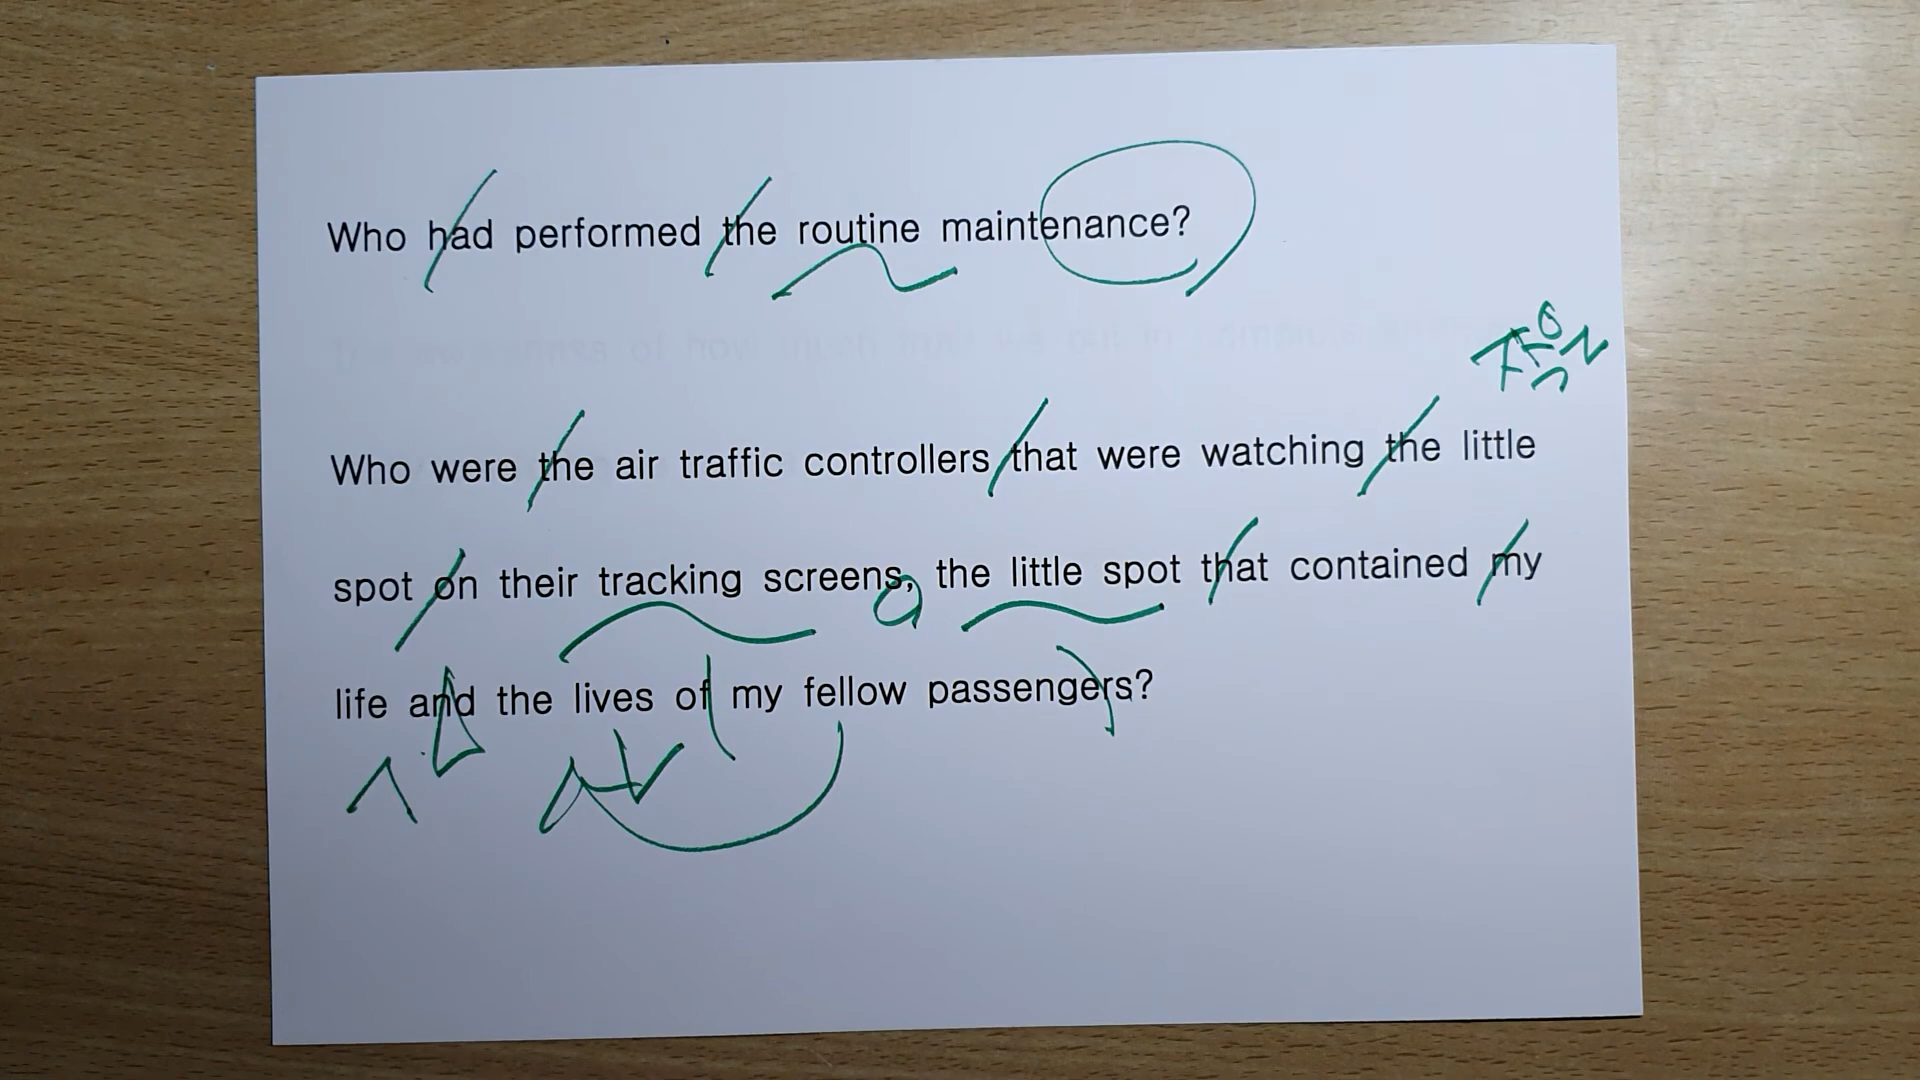 Who had performed the routine maintenance?
Who were the air traffic controllers that were watching the little
spot on their tracking screens, the little spot that contained my
life and the lives of my fellow passengers?